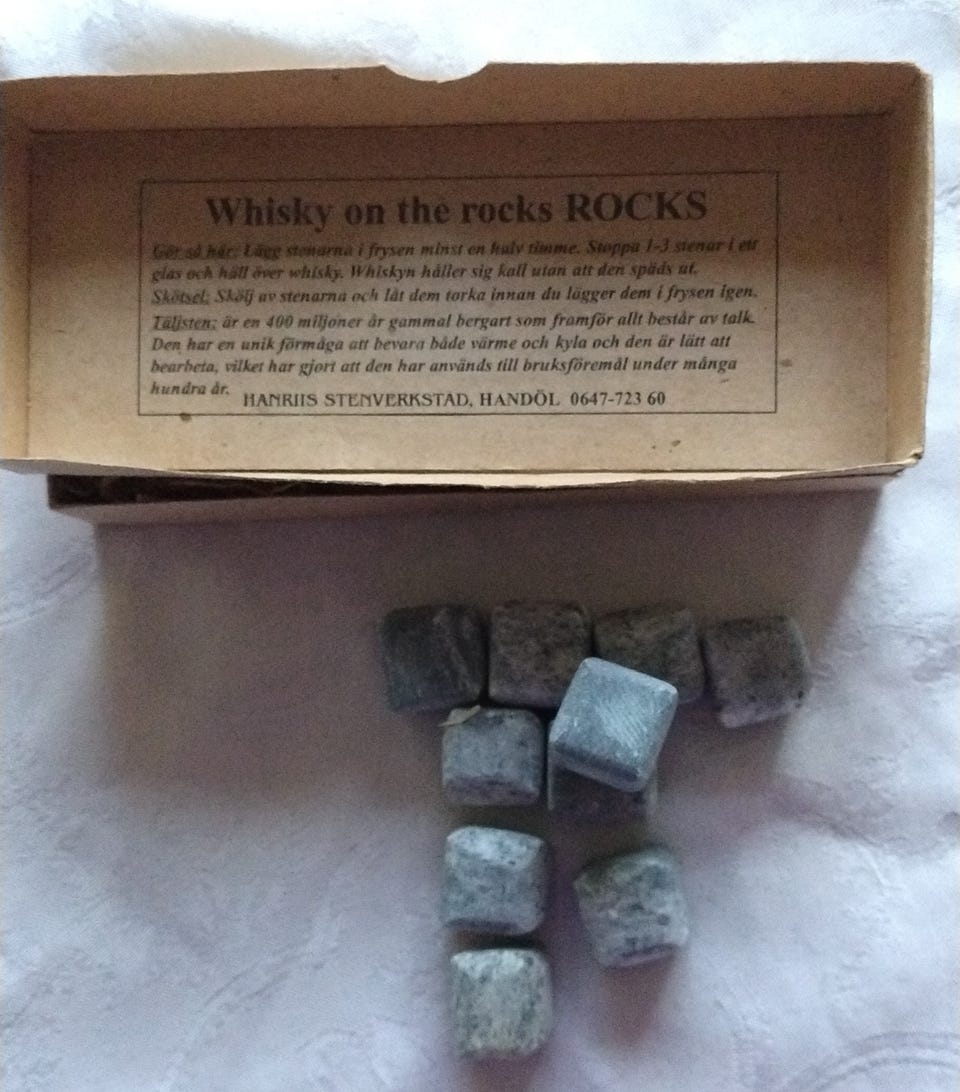 Whisky on the rocks ROCKS
Gör så här: Lägg stenarna i frysen minst en halv timme. Stoppa 1-3 stenar i ett
glas och häll över whisky. Whiskyn håller sig kall utan att den späds ut.
Skötsel: Skölj av stenarna och låt dem torka innan du lägger dem i frysen igen.
Täljsten: är en 400 miljoner år gammal bergart som framför allt består av talk.
Den har en unik förmåga att bevara både värme och kyla och den är lätt att
bearbeta, vilket har gjort att den har används till bruksföremål under många
hundra år.
HANRIIS STENVERKSTAD, HANDÖL 0647-723 60